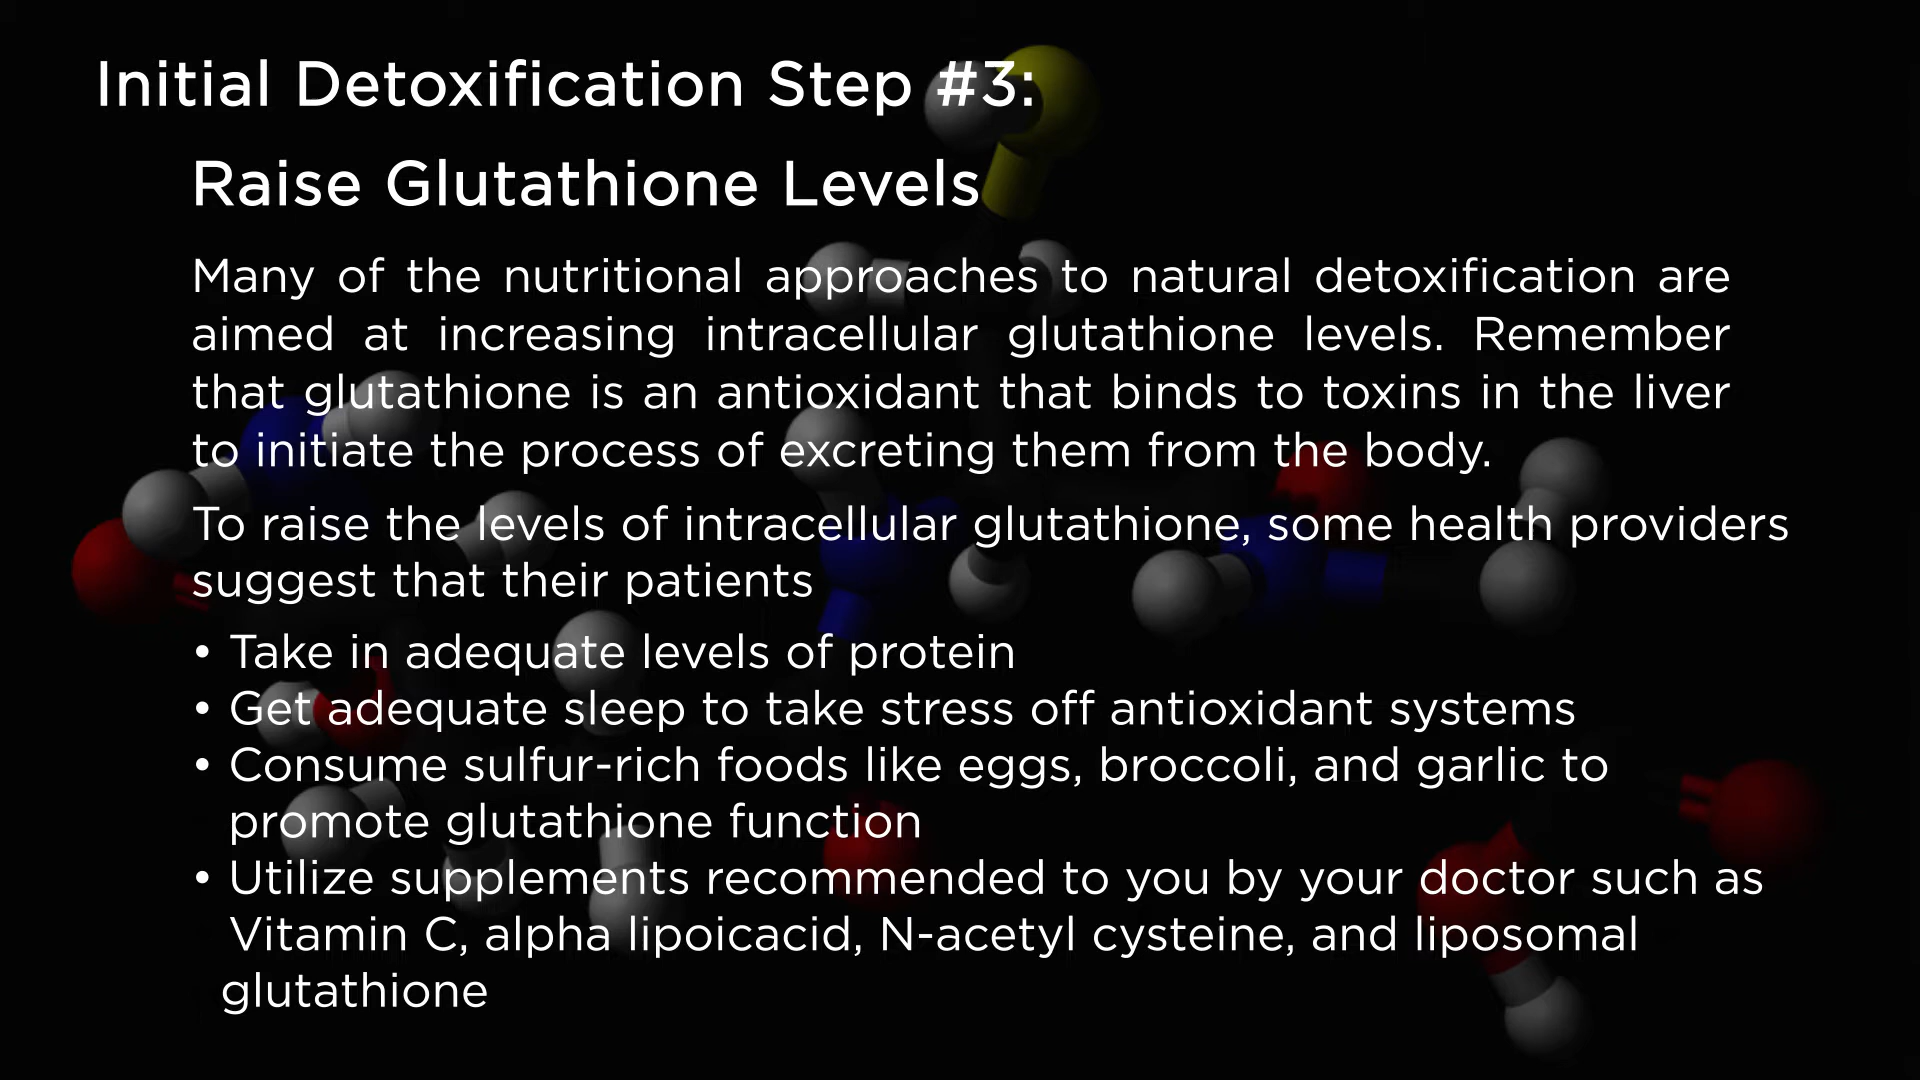 Initial Detoxification Step #3:
Raise Glutathione Levels
Many of the nutritional approaches to natural detoxification are
aimed at increasing intracellular glutathione levels. Remember
that glutathione is an antioxidant that binds to toxins in the liver
to initiate the process of excreting them from the body.
To raise the levels of intracellular glutathione, some health providers
suggest that their patients
• Take in adequate levels of protein
• Get adequate sleep to take stress off antioxidant systems
• Consume sulfur-rich foods like eggs, broccoli, and garlic to
promote glutathione function
• Utilize supplements recommended to you by your doctor such as
Vitamin C, alpha lipoicacid, N-acetyl cysteine, and liposomal
glutathione